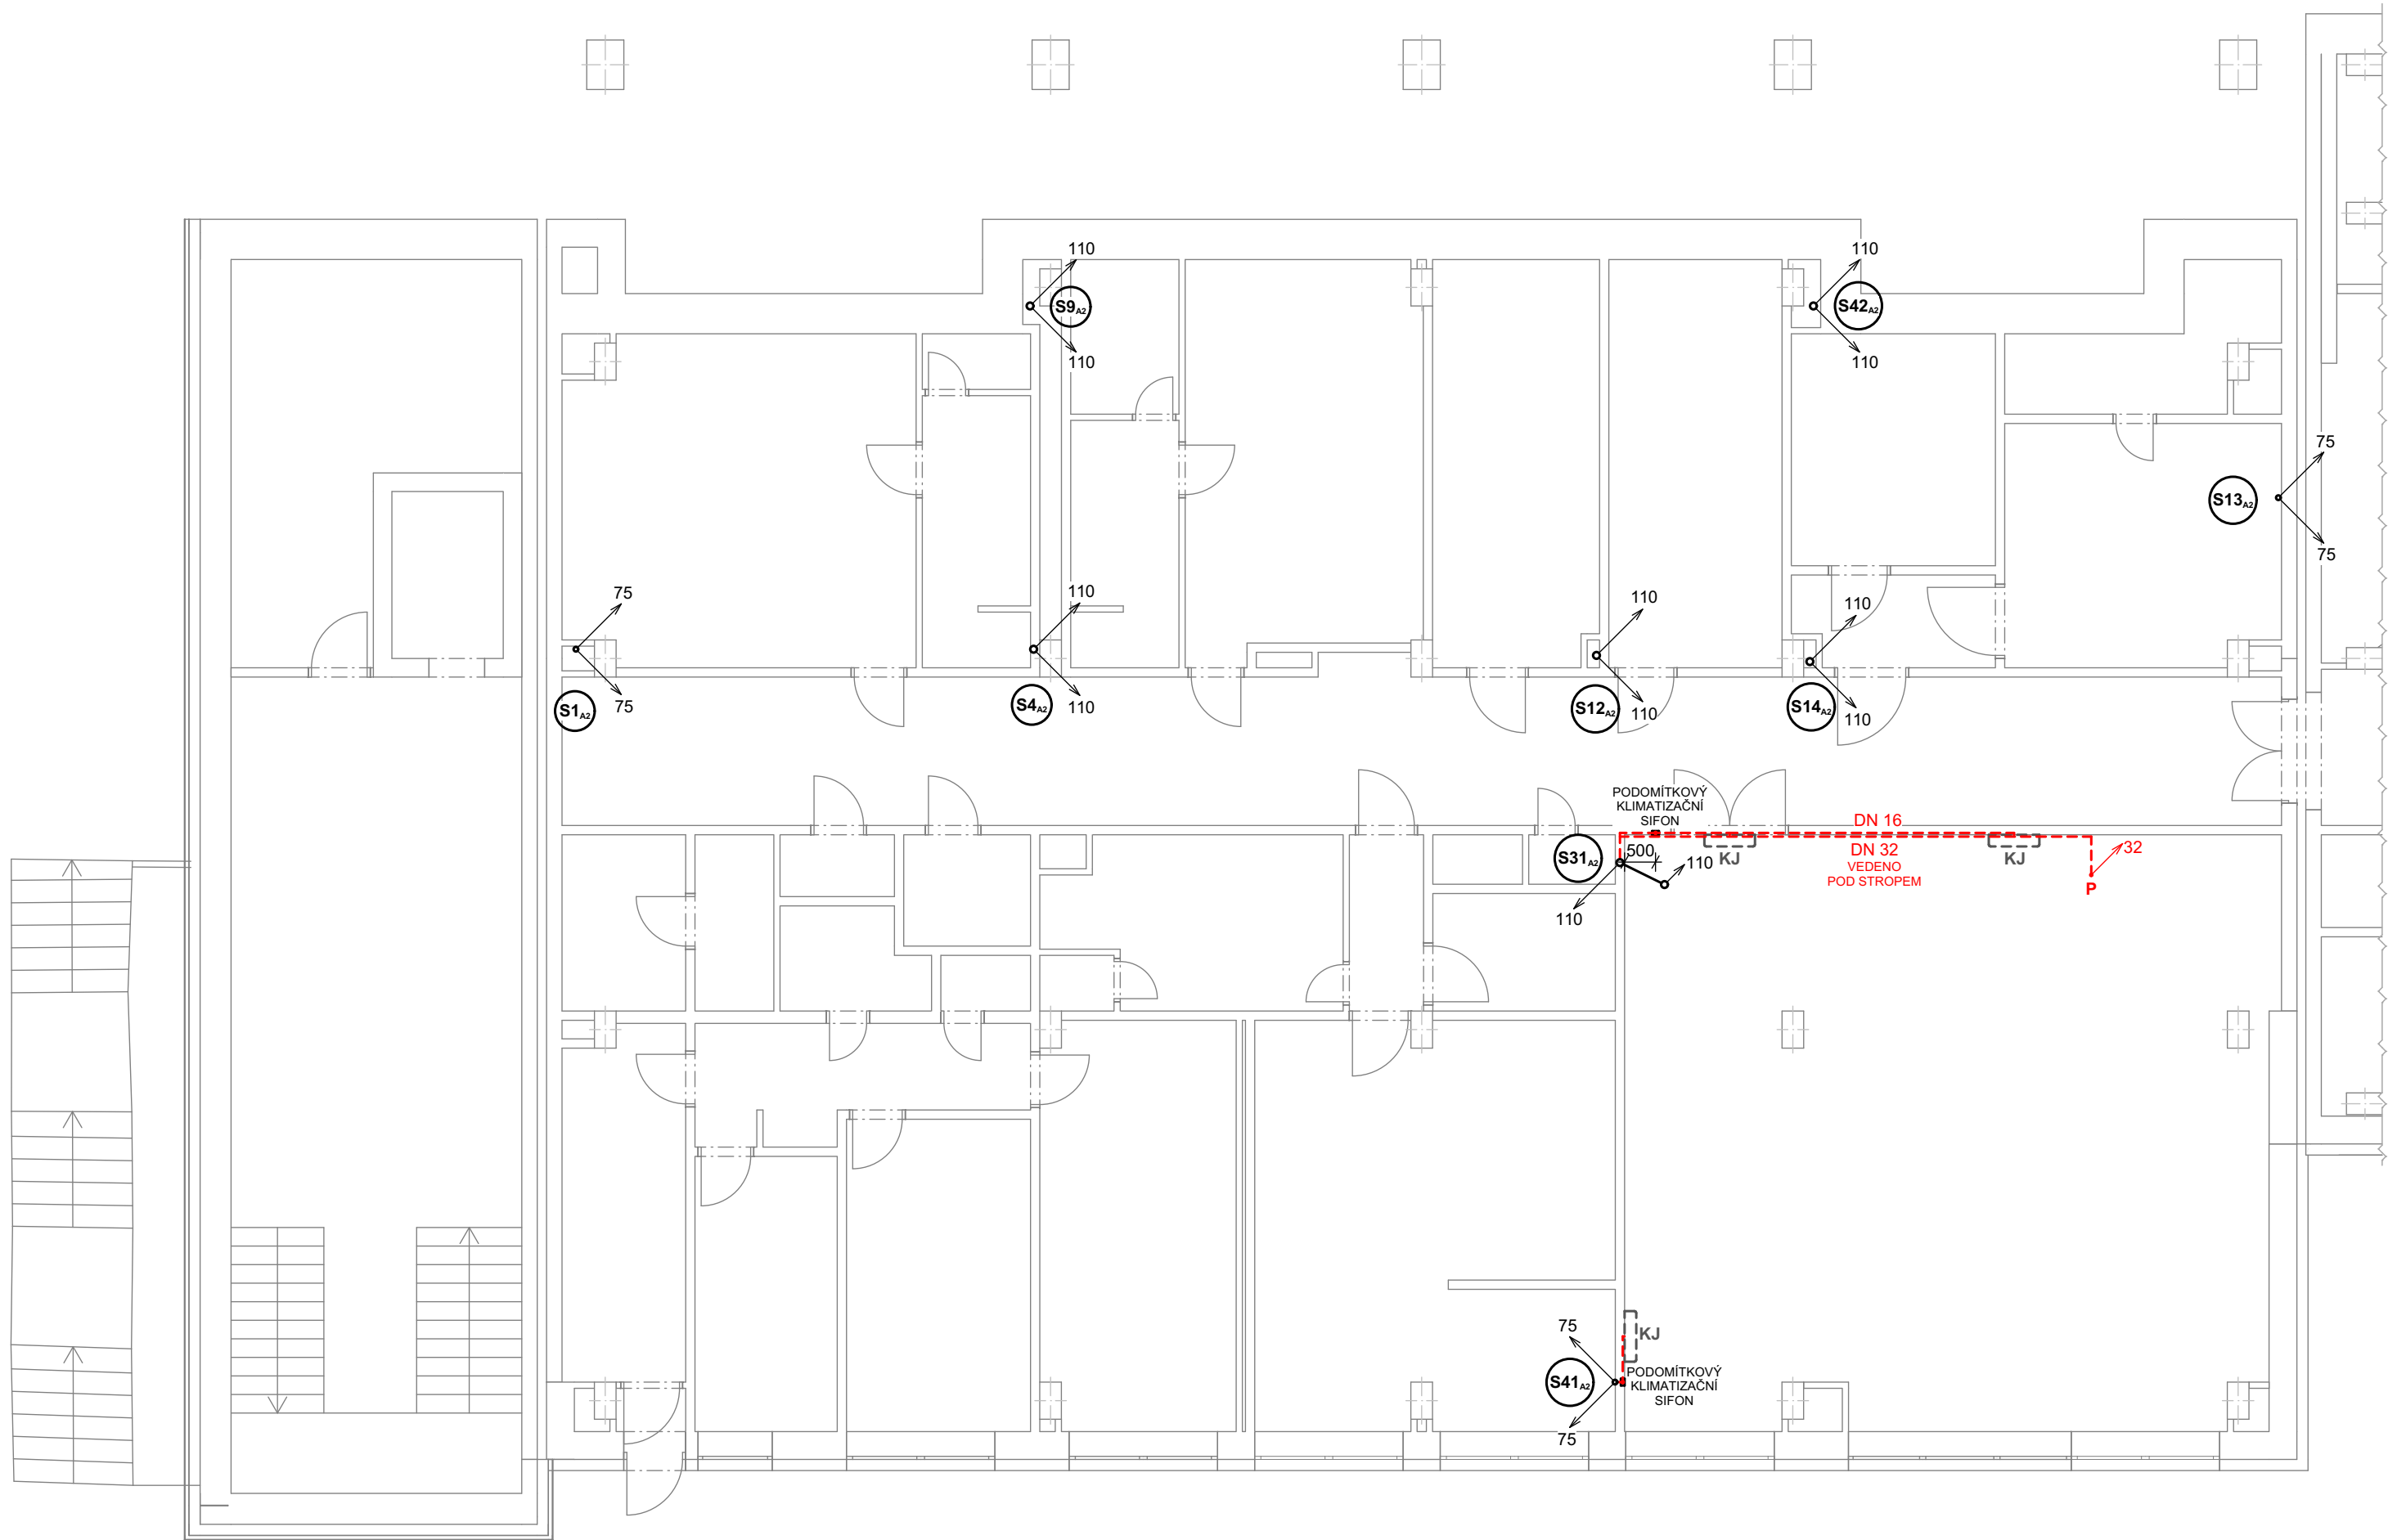 110
S9A2
110
110
S42A2
110
75
S13A2
75
75
S1A2
75
110
S4A2
110
110
S12A2
110
110
S14A2
110
PODOMÍTKOVÝ
KLIMATIZAČNÍ
SIFON
S31A2
500
110
110
DN 16
DN 32
VEDENO
POD STROPEM
KJ
KJ
32
P
75
KJ
S41A2
PODOMÍTKOVÝ
KLIMATIZAČNÍ
SIFON
75